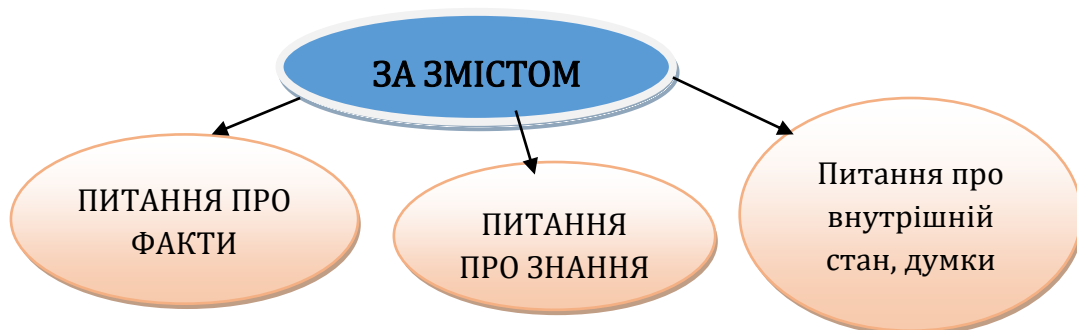 ЗА ЗМІСТОМ
ПИТАННЯ ПРО
ФАКТИ
ПИТАННЯ
ПРО ЗНАННЯ
Питання про
внутрішній
стан, думки